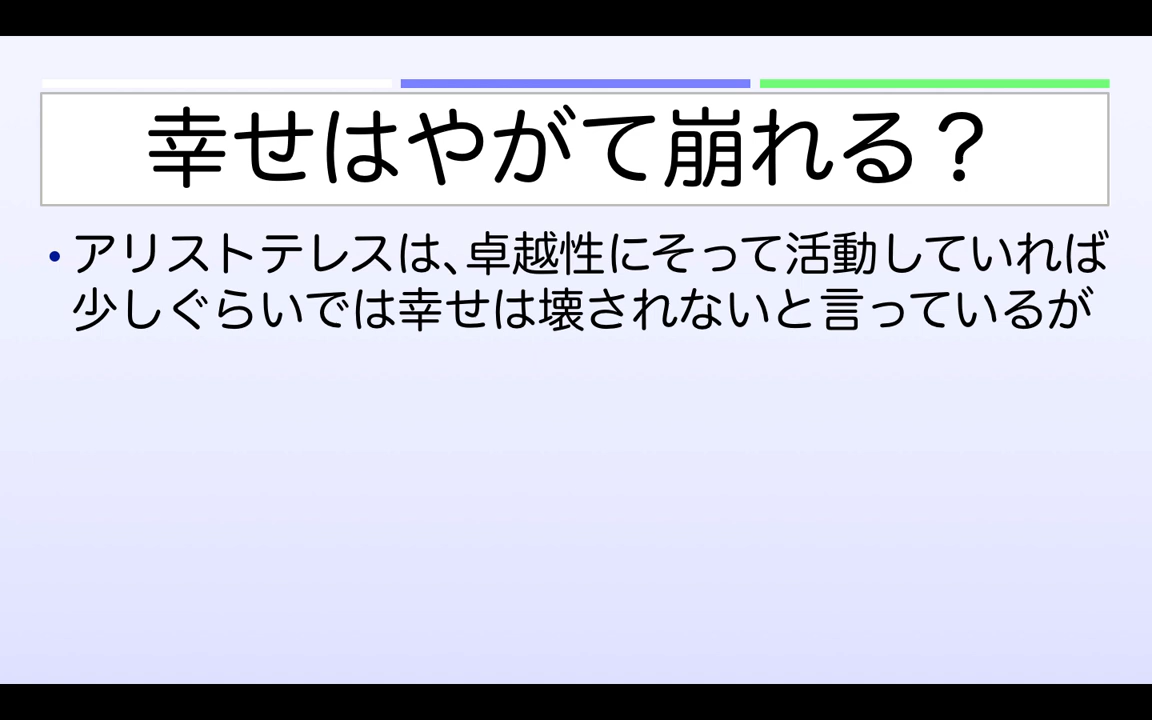 幸せはやがて崩れる？
• アリストテレスは、卓越性にそって活動していれば
少しぐらいでは幸せは壊されないと言っているが